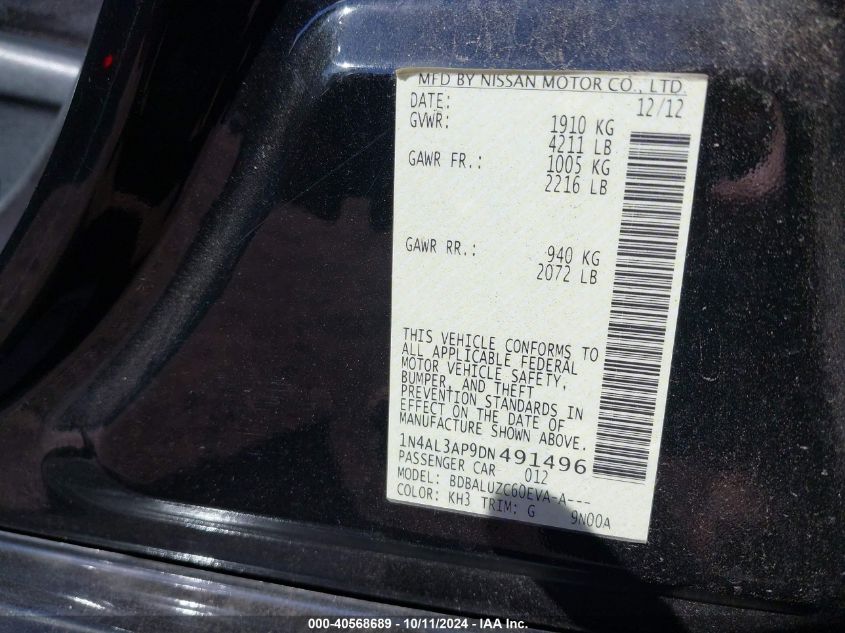 MFD BY NISSAN MOTOR CO., LTD.
DATE: 12/12
GVWR: 1910 KG
4211 LB
GAWR FR.: 1005 KG
2216 LB
GAWR RR.: 940 KG
2072 LB
THIS VEHICLE CONFORMS TO
ALL APPLICABLE FEDERAL
MOTOR VEHICLE SAFETY,
BUMPER, AND THEFT
PREVENTION STANDARDS IN
EFFECT ON THE DATE OF
MANUFACTURE SHOWN ABOVE.
1N4AL3AP9DN491496
PASSENGER CAR 012
MODEL: BDBALUZC60EVA-A---
COLOR: KH3 TRIM: G 9N00A
000-40568689 - 10/11/2024 - IAA Inc.